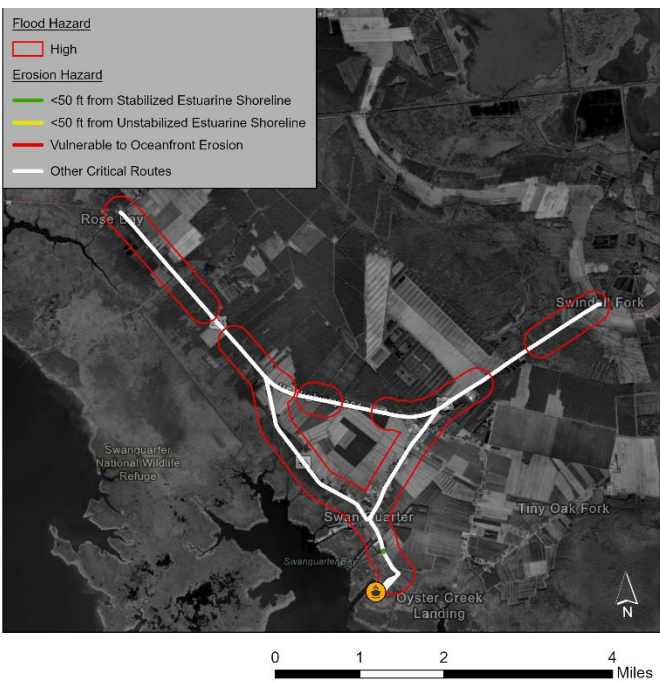 Flood Hazard
High
Erosion Hazard
<50 ft from Stabilized Estuarine Shoreline
<50 ft from Unstabilized Estuarine Shoreline
Vulnerable to Oceanfront Erosion
Other Critical Routes
Rose Bay
Swindell Fork
Swanquarter
National Wildlife
Refuge
Swan Quarter
Tiny Oak Fork
Swanquarter Bay
Oyster Creek
Landing
N
0 1 2 4
Miles